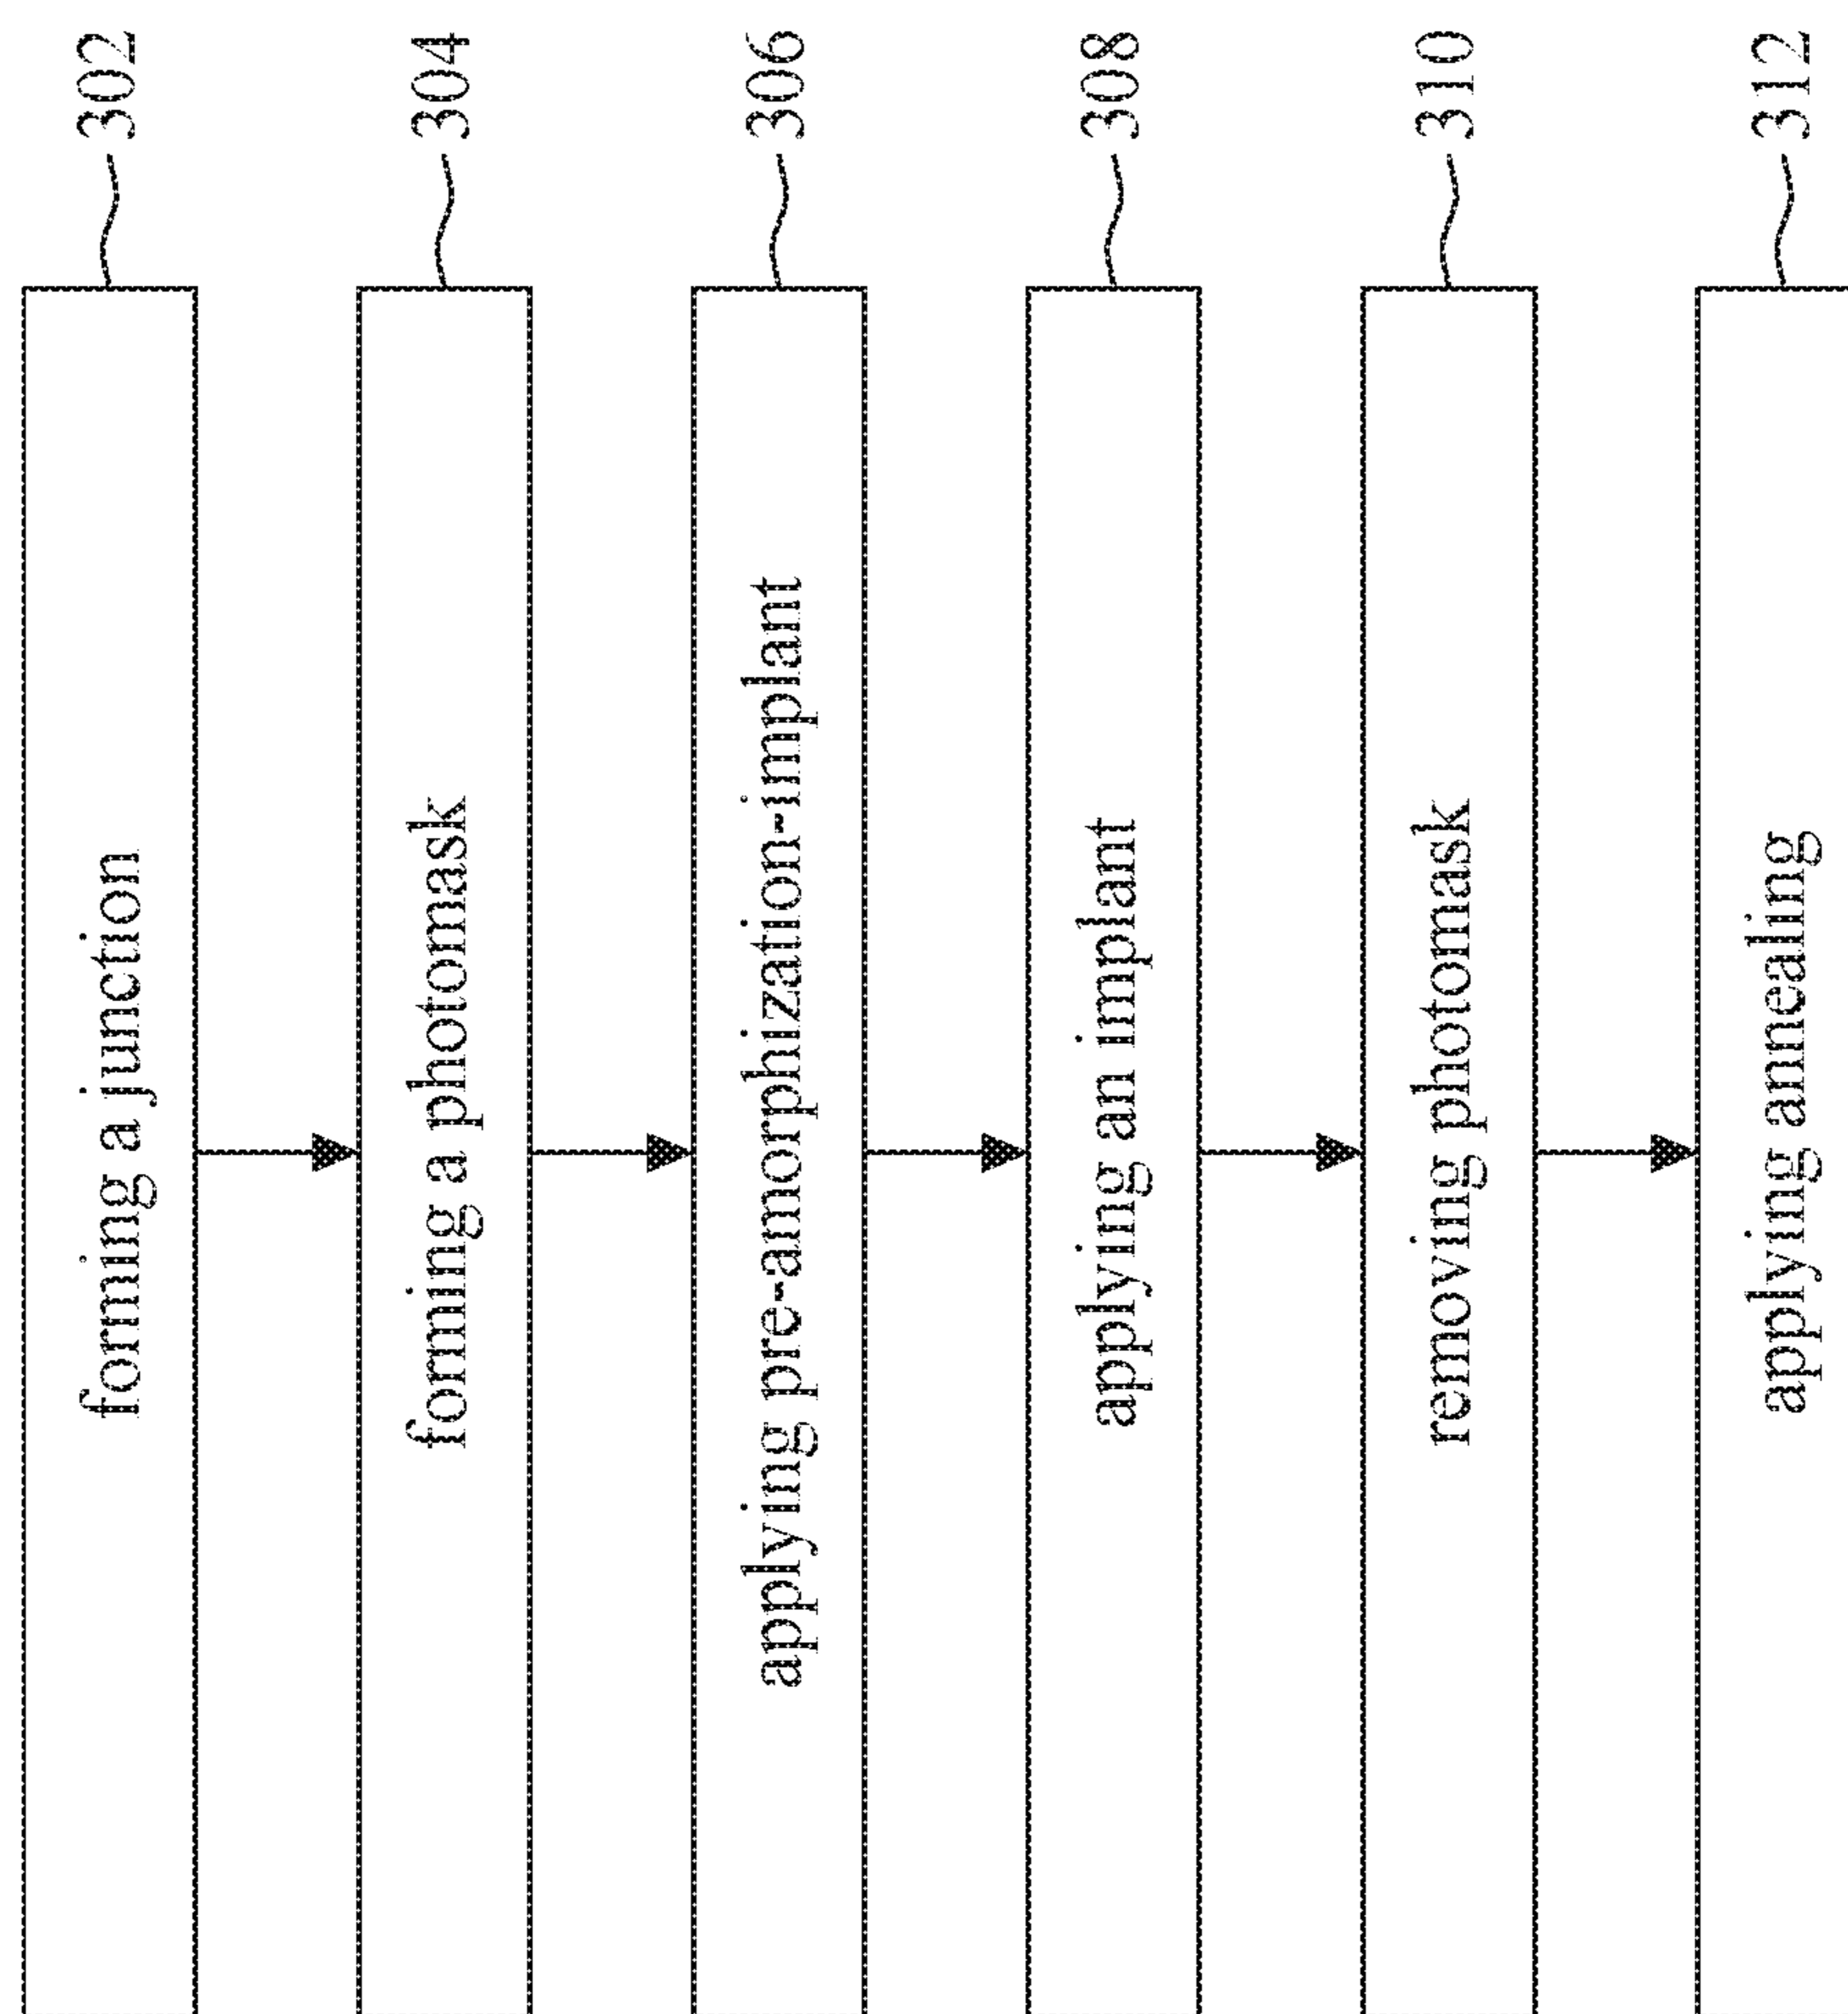 forming a junction 302
forming a photomask 304
applying pre-amorphization-implant 306
applying an implant 308
removing photomask 310
applying annealing 312